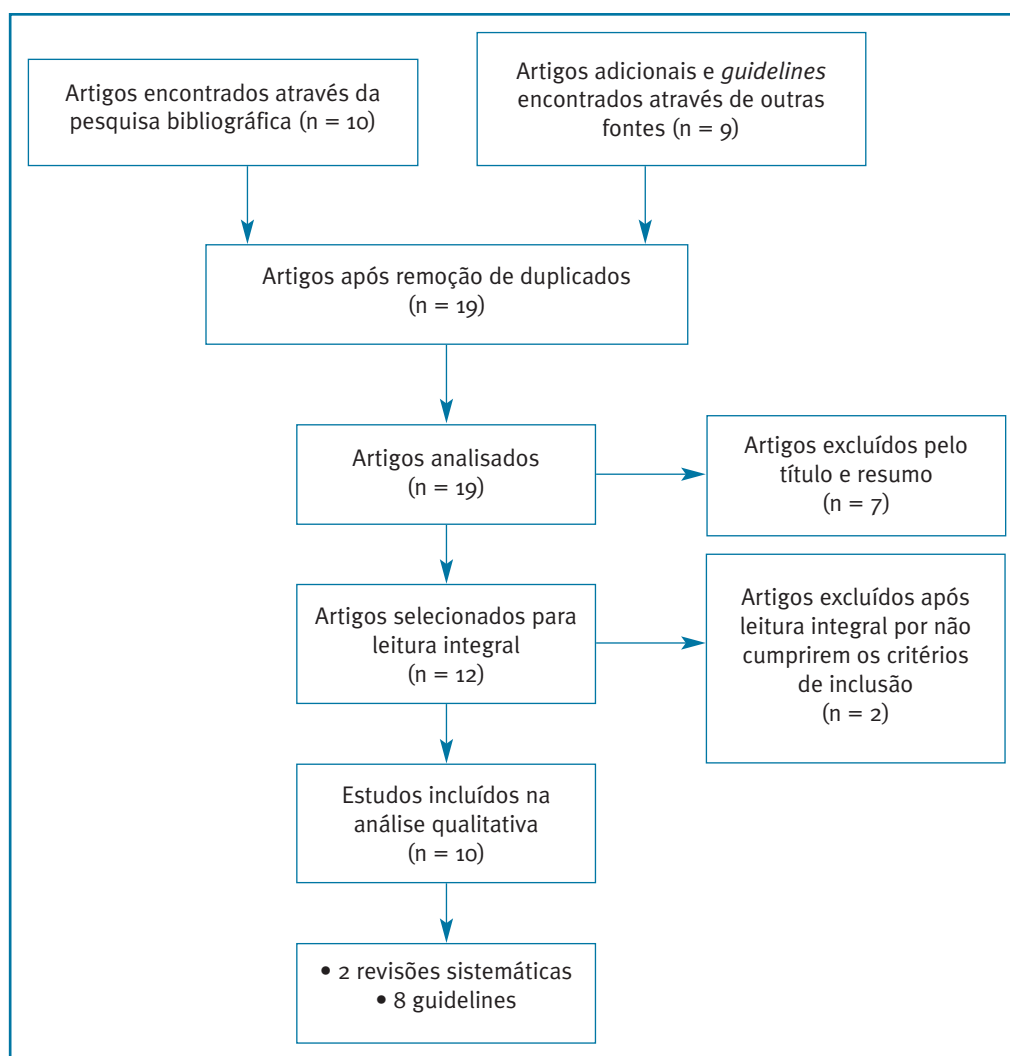 Artigos encontrados através da
pesquisa bibliográfica (n = 10)
Artigos adicionais e guidelines
encontrados através de outras
fontes (n = 9)
Artigos após remoção de duplicados
(n = 19)
Artigos analisados
(n = 19)
Artigos excluídos pelo
título e resumo
(n = 7)
Artigos selecionados para
leitura integral
(n = 12)
Artigos excluídos após
leitura integral por não
cumprirem os critérios
de inclusão
(n = 2)
Estudos incluídos na
análise qualitativa
(n = 10)
• 2 revisões sistemáticas
• 8 guidelines